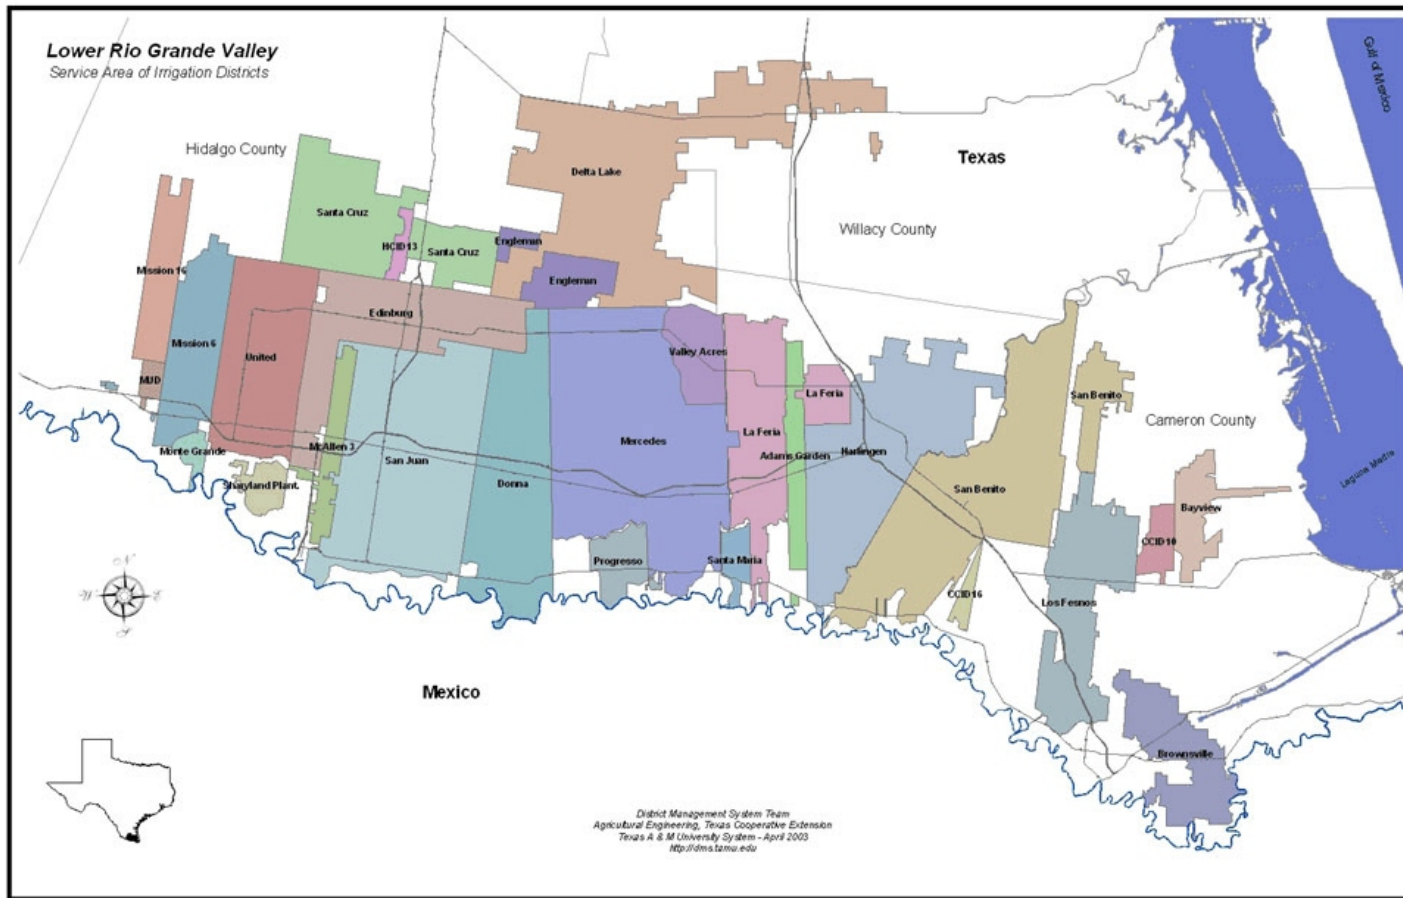 Lower Rio Grande Valley
Service Area of Irrigation Districts
Gulf of Mexico
Hidalgo County
Texas
Delta Lake
Santa Cruz
Willacy County
HCID13
Santa Cruz
Engleman
Mission 16
Engleman
Edinburg
Mission 6
United
Valley Acres
MUD
La Feria
San Benito
Cameron County
Monte Grande
McAllen 3
San Juan
Mercedes
La Feria
Adams Garden
Harlingen
Laguna Madre
Sharyland Plant.
Donna
San Benito
Bayview
CCID10
N
W
E
S
Progresso
Santa Maria
CCID16
Los Fesnos
Mexico
Brownsville
District Management System Team
Agricultural Engineering, Texas Cooperative Extension
Texas A & M University System - April 2003
http://dms.tamu.edu